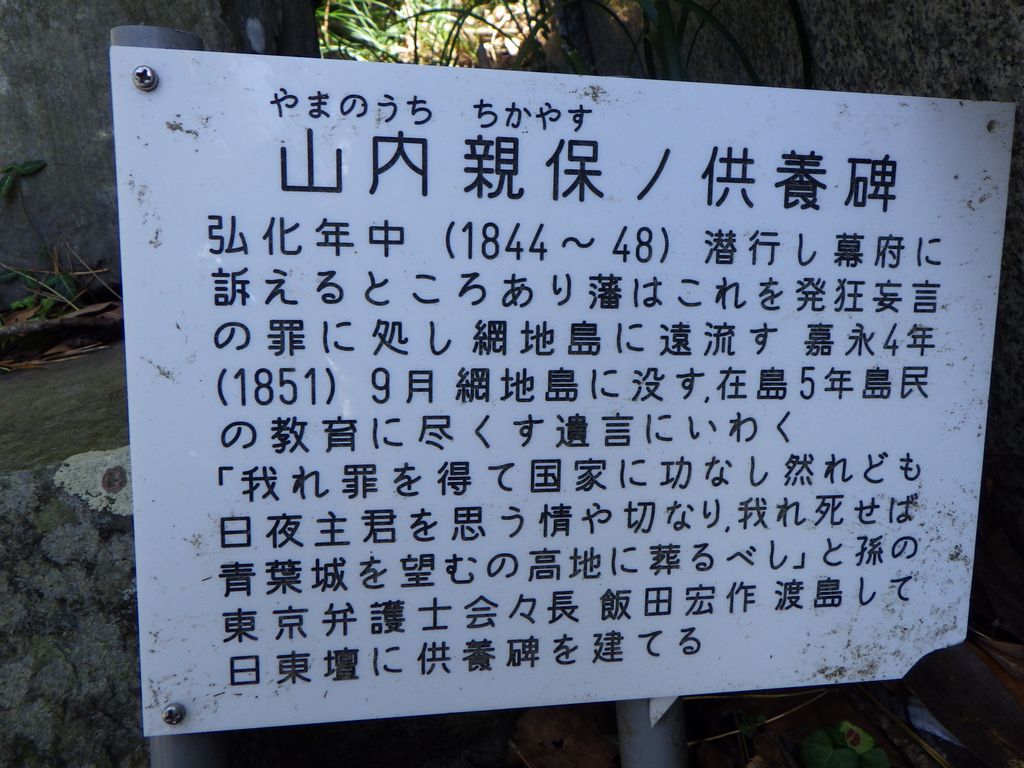 やまのうち ちかやす
山内親保ノ供養碑
弘化年中 (1844～48) 潜行し幕府に
訴えるところあり藩はこれを発狂妄言
の罪に処し網地島に遠流す 嘉永4年
(1851) 9月網地島に没す,在島5年島民
の教育に尽くす遺言にいわく
「我れ罪を得て国家に功なし然れども
日夜主君を思う情や切なり,我れ死せば
青葉城を望むの高地に葬るべし」と孫の
東京弁護士会々長 飯田宏作 渡島して
日東壇に供養碑を建てる